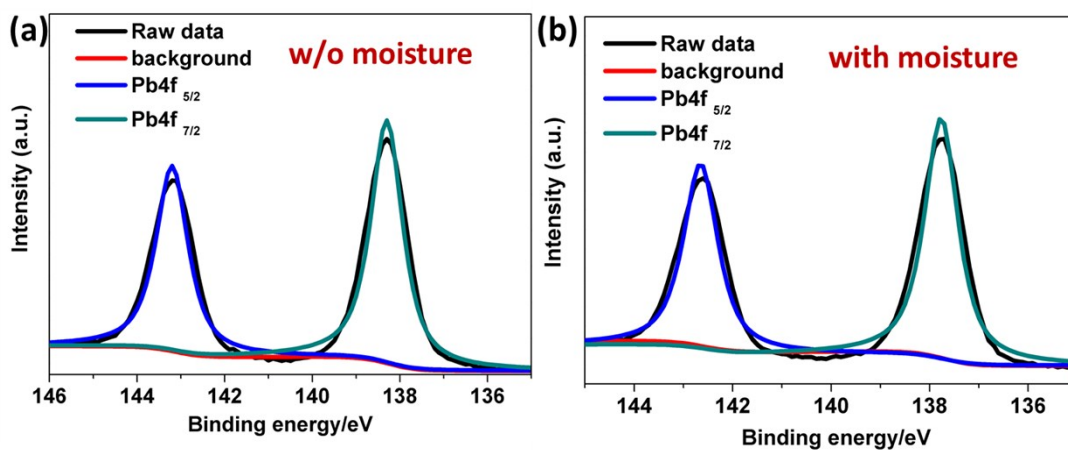 (a)
Raw data
background
Pb4f 5/2
Pb4f 7/2
w/o moisture
Intensity (a.u.)
146 144 142 140 138 136
Binding energy/eV
(b)
Raw data
background
Pb4f 5/2
Pb4f 7/2
with moisture
Intensity (a.u.)
144 142 140 138 136
Binding energy/eV